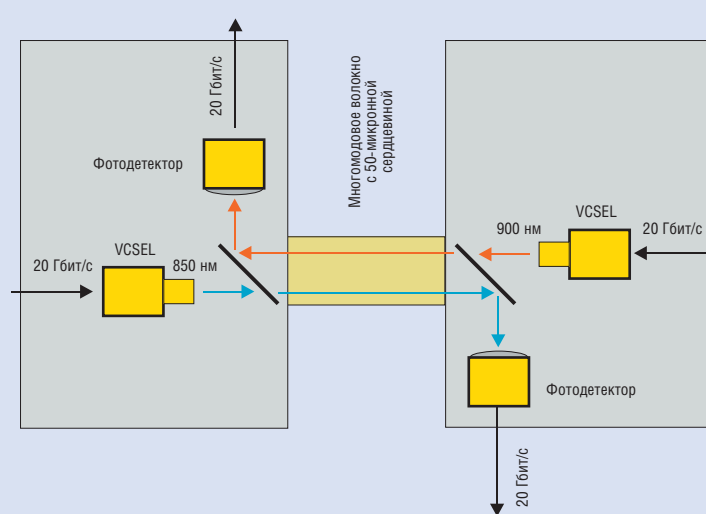 20 Гбит/с
Фотодетектор
VCSEL
20 Гбит/с
850 нм
Многомодовое волокно
с 50-микронной
сердцевиной
VCSEL
900 нм
20 Гбит/с
Фотодетектор
20 Гбит/с